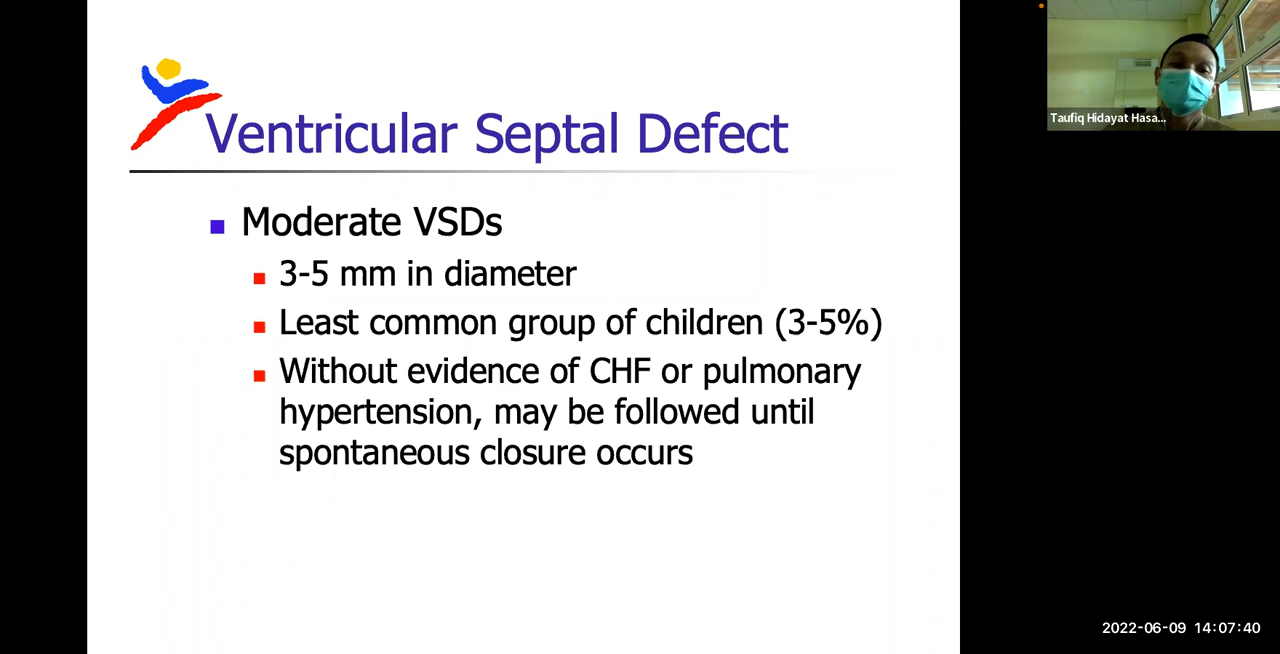 Ventricular Septal Defect
Moderate VSDs
3-5 mm in diameter
Least common group of children (3-5%)
Without evidence of CHF or pulmonary
hypertension, may be followed until
spontaneous closure occurs
Taufiq Hidayat Hasa...
2022-06-09 14:07:40